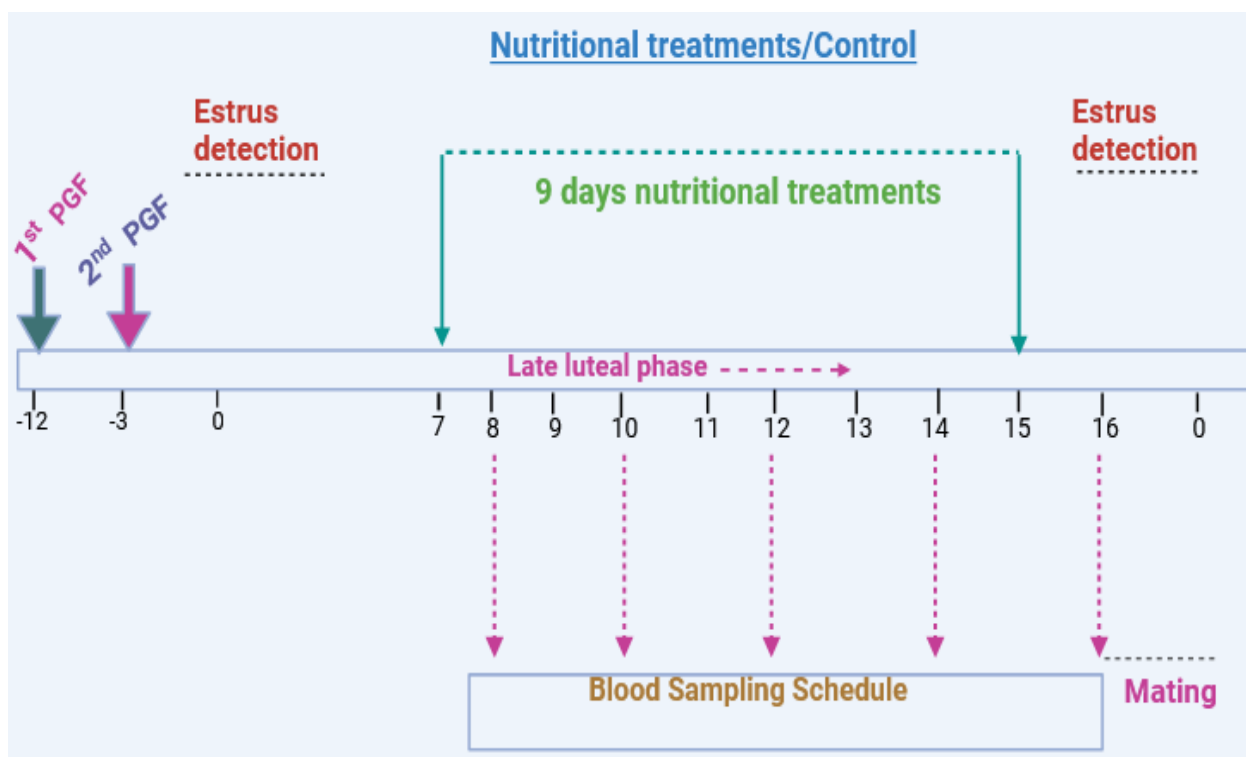 Nutritional treatments/Control
Estrus
detection
Estrus
detection
1st PGF
2nd PGF
9 days nutritional treatments
Late luteal phase
-12 -3 0 7 8 9 10 11 12 13 14 15 16 0
Blood Sampling Schedule
Mating